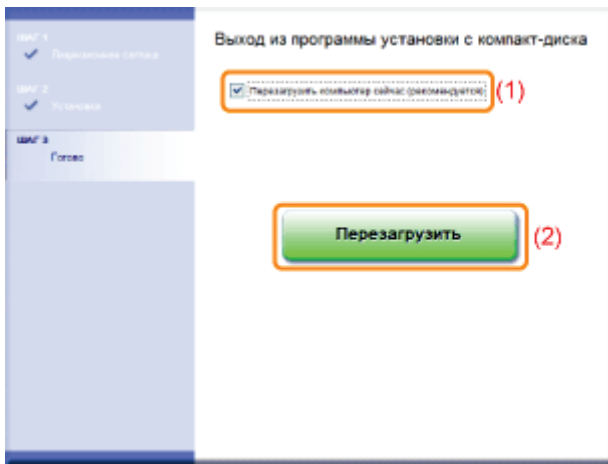 ШАГ 1
Лицензионное
ШАГ 2
Установка
ШАГ 3
Готово
Выход из программы установки с компакт-диска
Перезагрузить компьютер сейчас (рекомендуется)
(1)
Перезагрузить
(2)